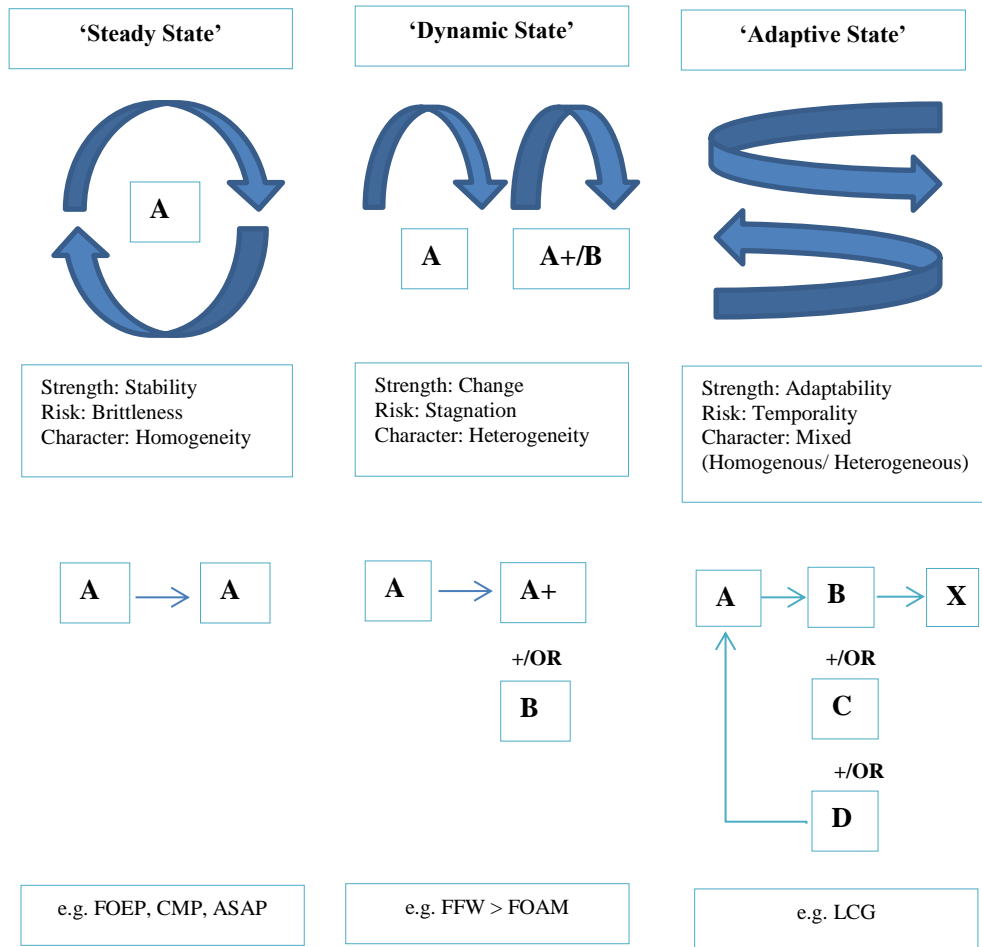 ‘Steady State’
‘Dynamic State’
‘Adaptive State’
A
A
A+/B
Strength: Stability
Risk: Brittleness
Character: Homogeneity
Strength: Change
Risk: Stagnation
Character: Heterogeneity
Strength: Adaptability
Risk: Temporality
Character: Mixed
(Homogenous/ Heterogeneous)
A
A
A
A+
+/OR
B
A
B
X
+/OR
C
+/OR
D
e.g. FOEP, CMP, ASAP
e.g. FFW > FOAM
e.g. LCG